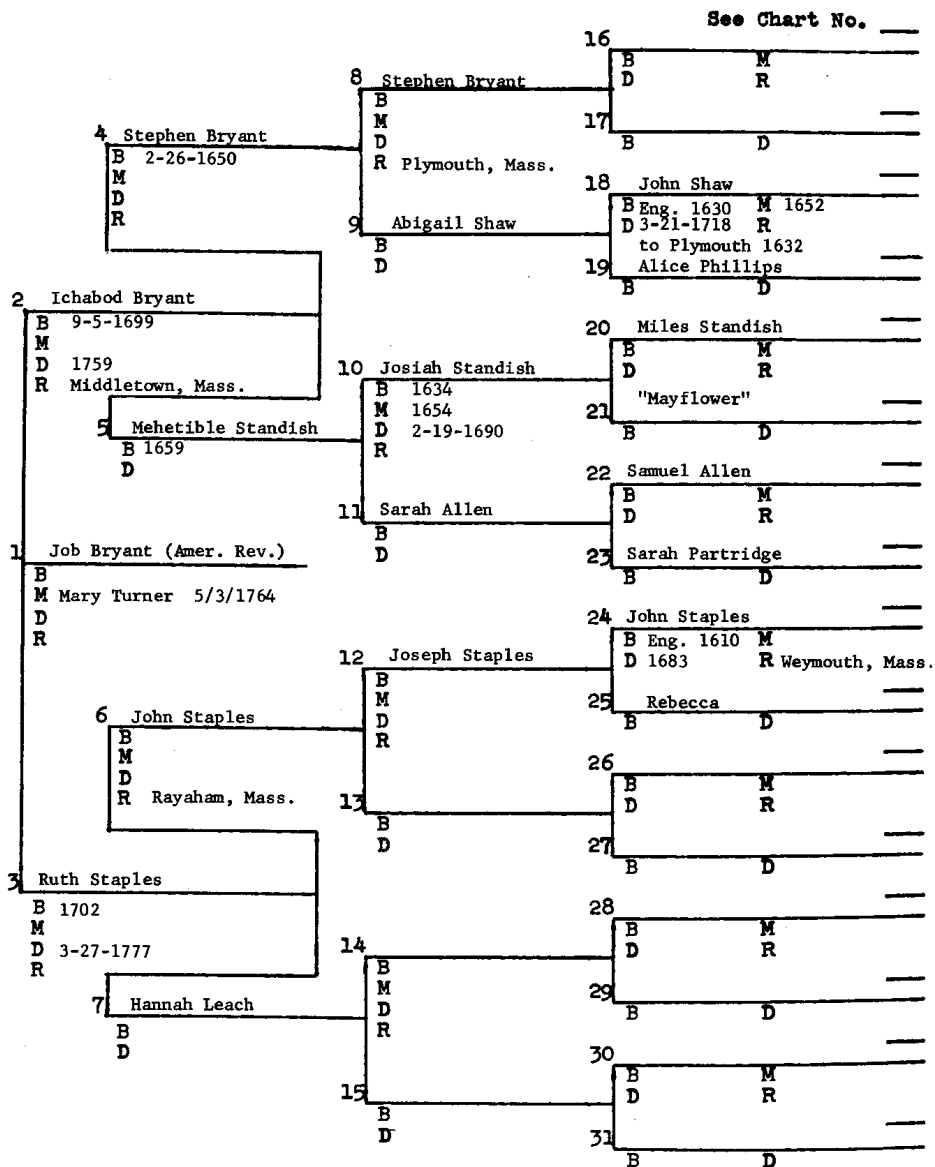 See Chart No.
16
B M
D R
8 Stephen Bryant
B
M
D
R Plymouth, Mass.
17
B D
4 Stephen Bryant
B 2-26-1650
M
D
R
18 John Shaw
B Eng. 1630 M 1652
D 3-21-1718 R
to Plymouth 1632
9 Abigail Shaw
B
D
19 Alice Phillips
B D
2 Ichabod Bryant
B 9-5-1699
M
D 1759
R Middletown, Mass.
20 Miles Standish
B M
D R
"Mayflower"
10 Josiah Standish
B 1634
M 1654
D 2-19-1690
R
21
B D
5 Mehetible Standish
B 1659
D
22 Samuel Allen
B M
D R
11 Sarah Allen
B
D
23 Sarah Partridge
B D
1 Job Bryant (Amer. Rev.)
B
M Mary Turner 5/3/1764
D
R
24 John Staples
B Eng. 1610 M
D 1683 R Weymouth, Mass.
12 Joseph Staples
B
M
D
R
25 Rebecca
B D
6 John Staples
B
M
D
R Rayaham, Mass.
26
B M
D R
13
B
D
27
B D
3 Ruth Staples
B 1702
M
D 3-27-1777
R
28
B M
D R
14
B
M
D
R
29
B D
7 Hannah Leach
B
D
30
B M
D R
15
B
D
31
B D